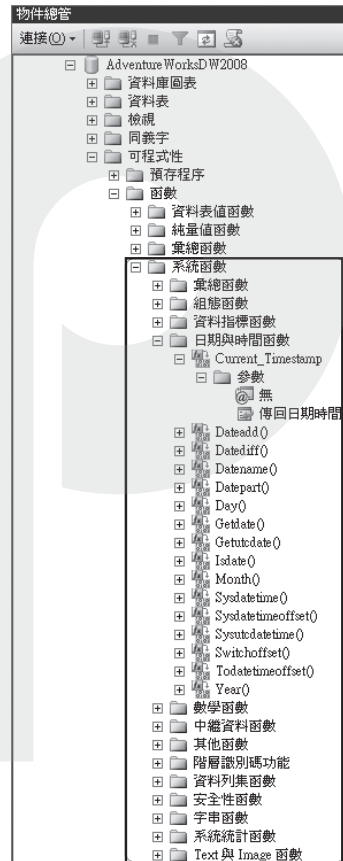 物件總管
連接(O)
AdventureWorksDW2008
資料庫圖表
資料表
檢視
同義字
可程式性
預存程序
函數
資料表值函數
純量值函數
彙總函數
系統函數
彙總函數
組態函數
資料指標函數
日期與時間函數
Current_Timestamp
參數
無
傳回日期時間
Dateadd()
Datediff()
Datename()
Datepart()
Day()
Getdate()
Getutcdate()
Isdate()
Month()
Sysdatetime()
Sysdatetimeoffset()
Sysutcdatetime()
Switchoffset()
Todatetimeoffset()
Year()
數學函數
中繼資料函數
其他函數
階層識別碼功能
資料列集函數
安全性函數
字串函數
系統統計函數
Text 與 Image 函數